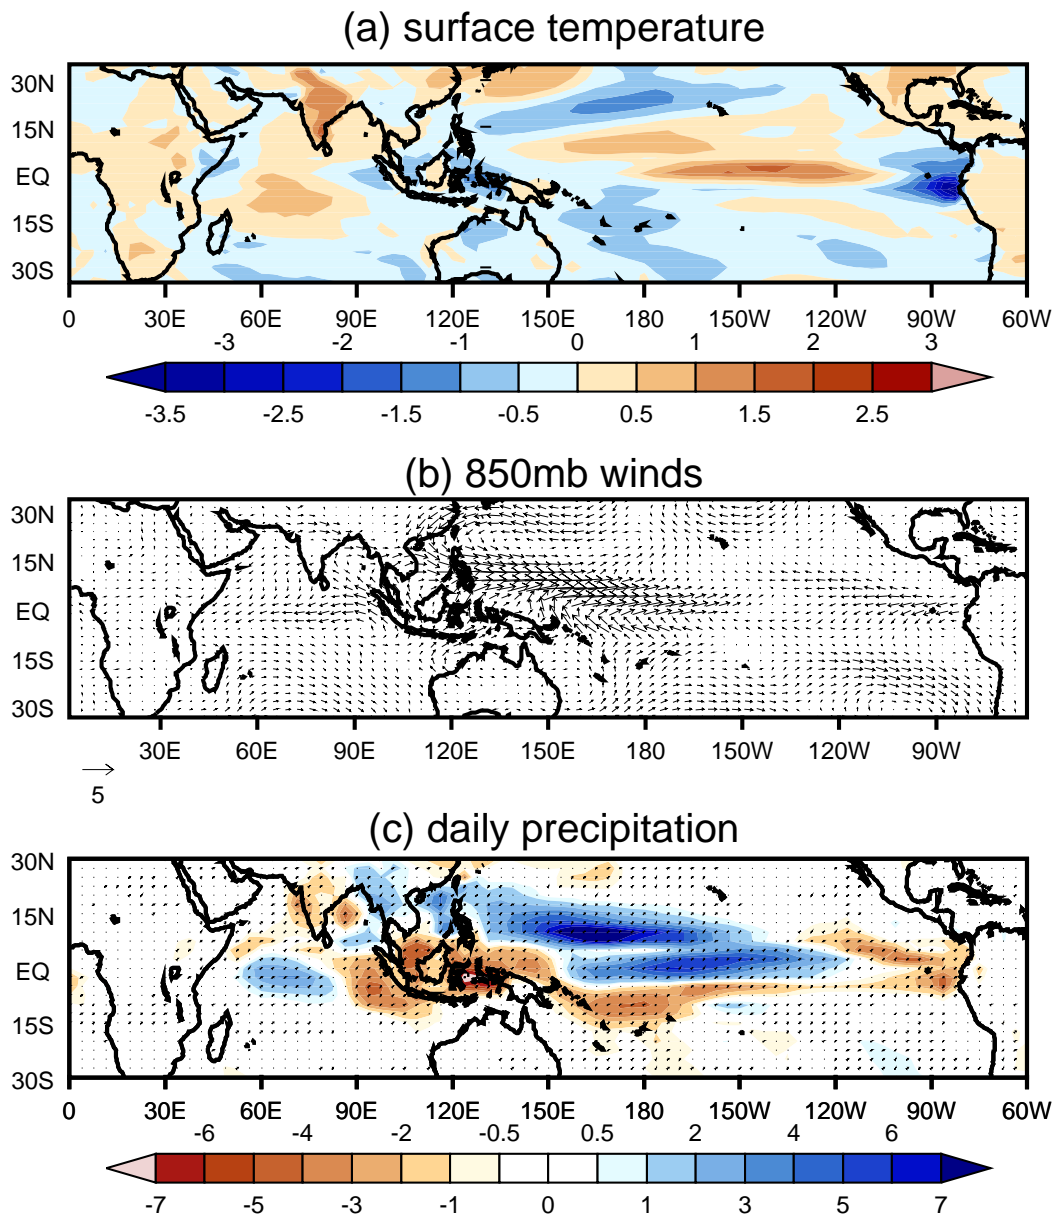 (a) surface temperature
30N
15N
EQ
15S
30S
0 30E 60E 90E 120E 150E 180 150W 120W 90W 60W
-3 -2 -1 0 1 2 3
-3.5 -2.5 -1.5 -0.5 0.5 1.5 2.5
(b) 850mb winds
30N
15N
EQ
15S
30S
30E 60E 90E 120E 150E 180 150W 120W 90W
5
(c) daily precipitation
30N
15N
EQ
15S
30S
0 30E 60E 90E 120E 150E 180 150W 120W 90W 60W
-6 -4 -2 -0.5 0.5 2 4 6
-7 -5 -3 -1 0 1 3 5 7